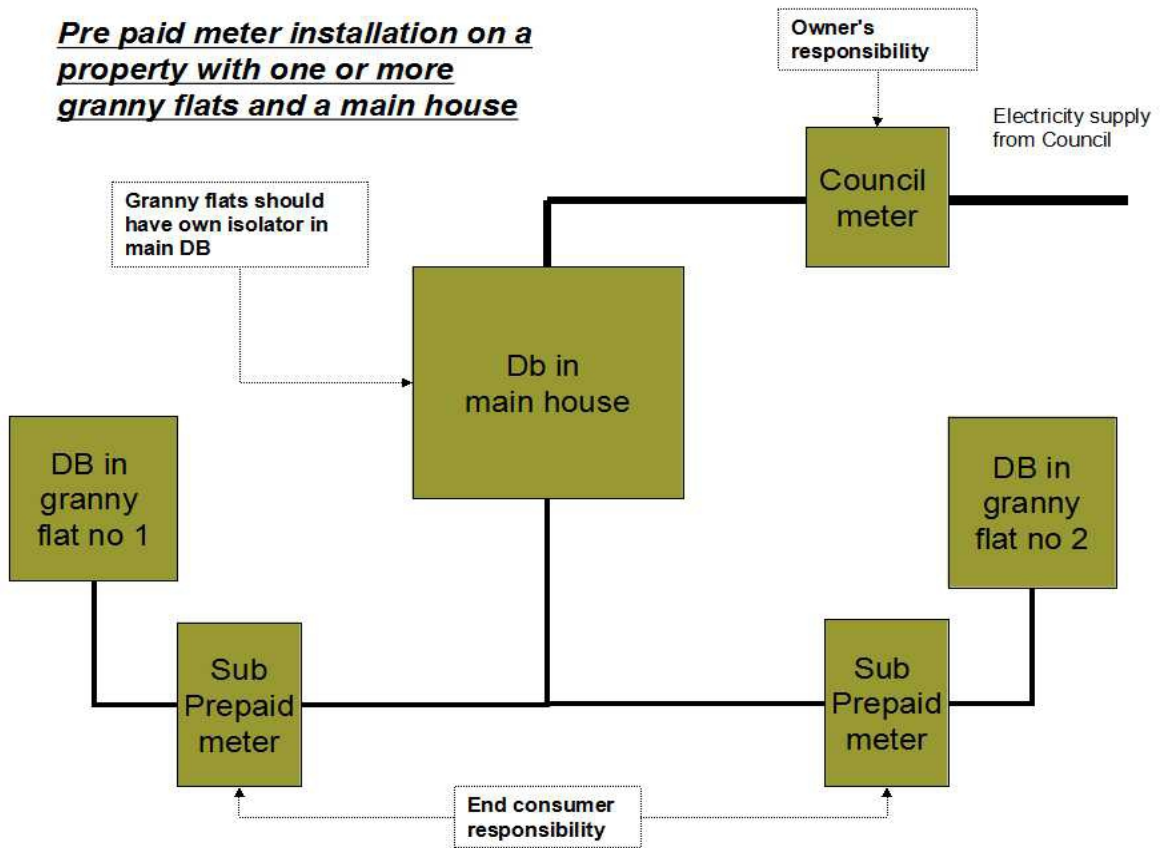 Pre paid meter installation on a
property with one or more
granny flats and a main house
Owner's
responsibility
Electricity supply
from Council
Council
meter
Granny flats should
have own isolator in
main DB
Db in
main house
DB in
granny
flat no 1
DB in
granny
flat no 2
Sub
Prepaid
meter
Sub
Prepaid
meter
End consumer
responsibility